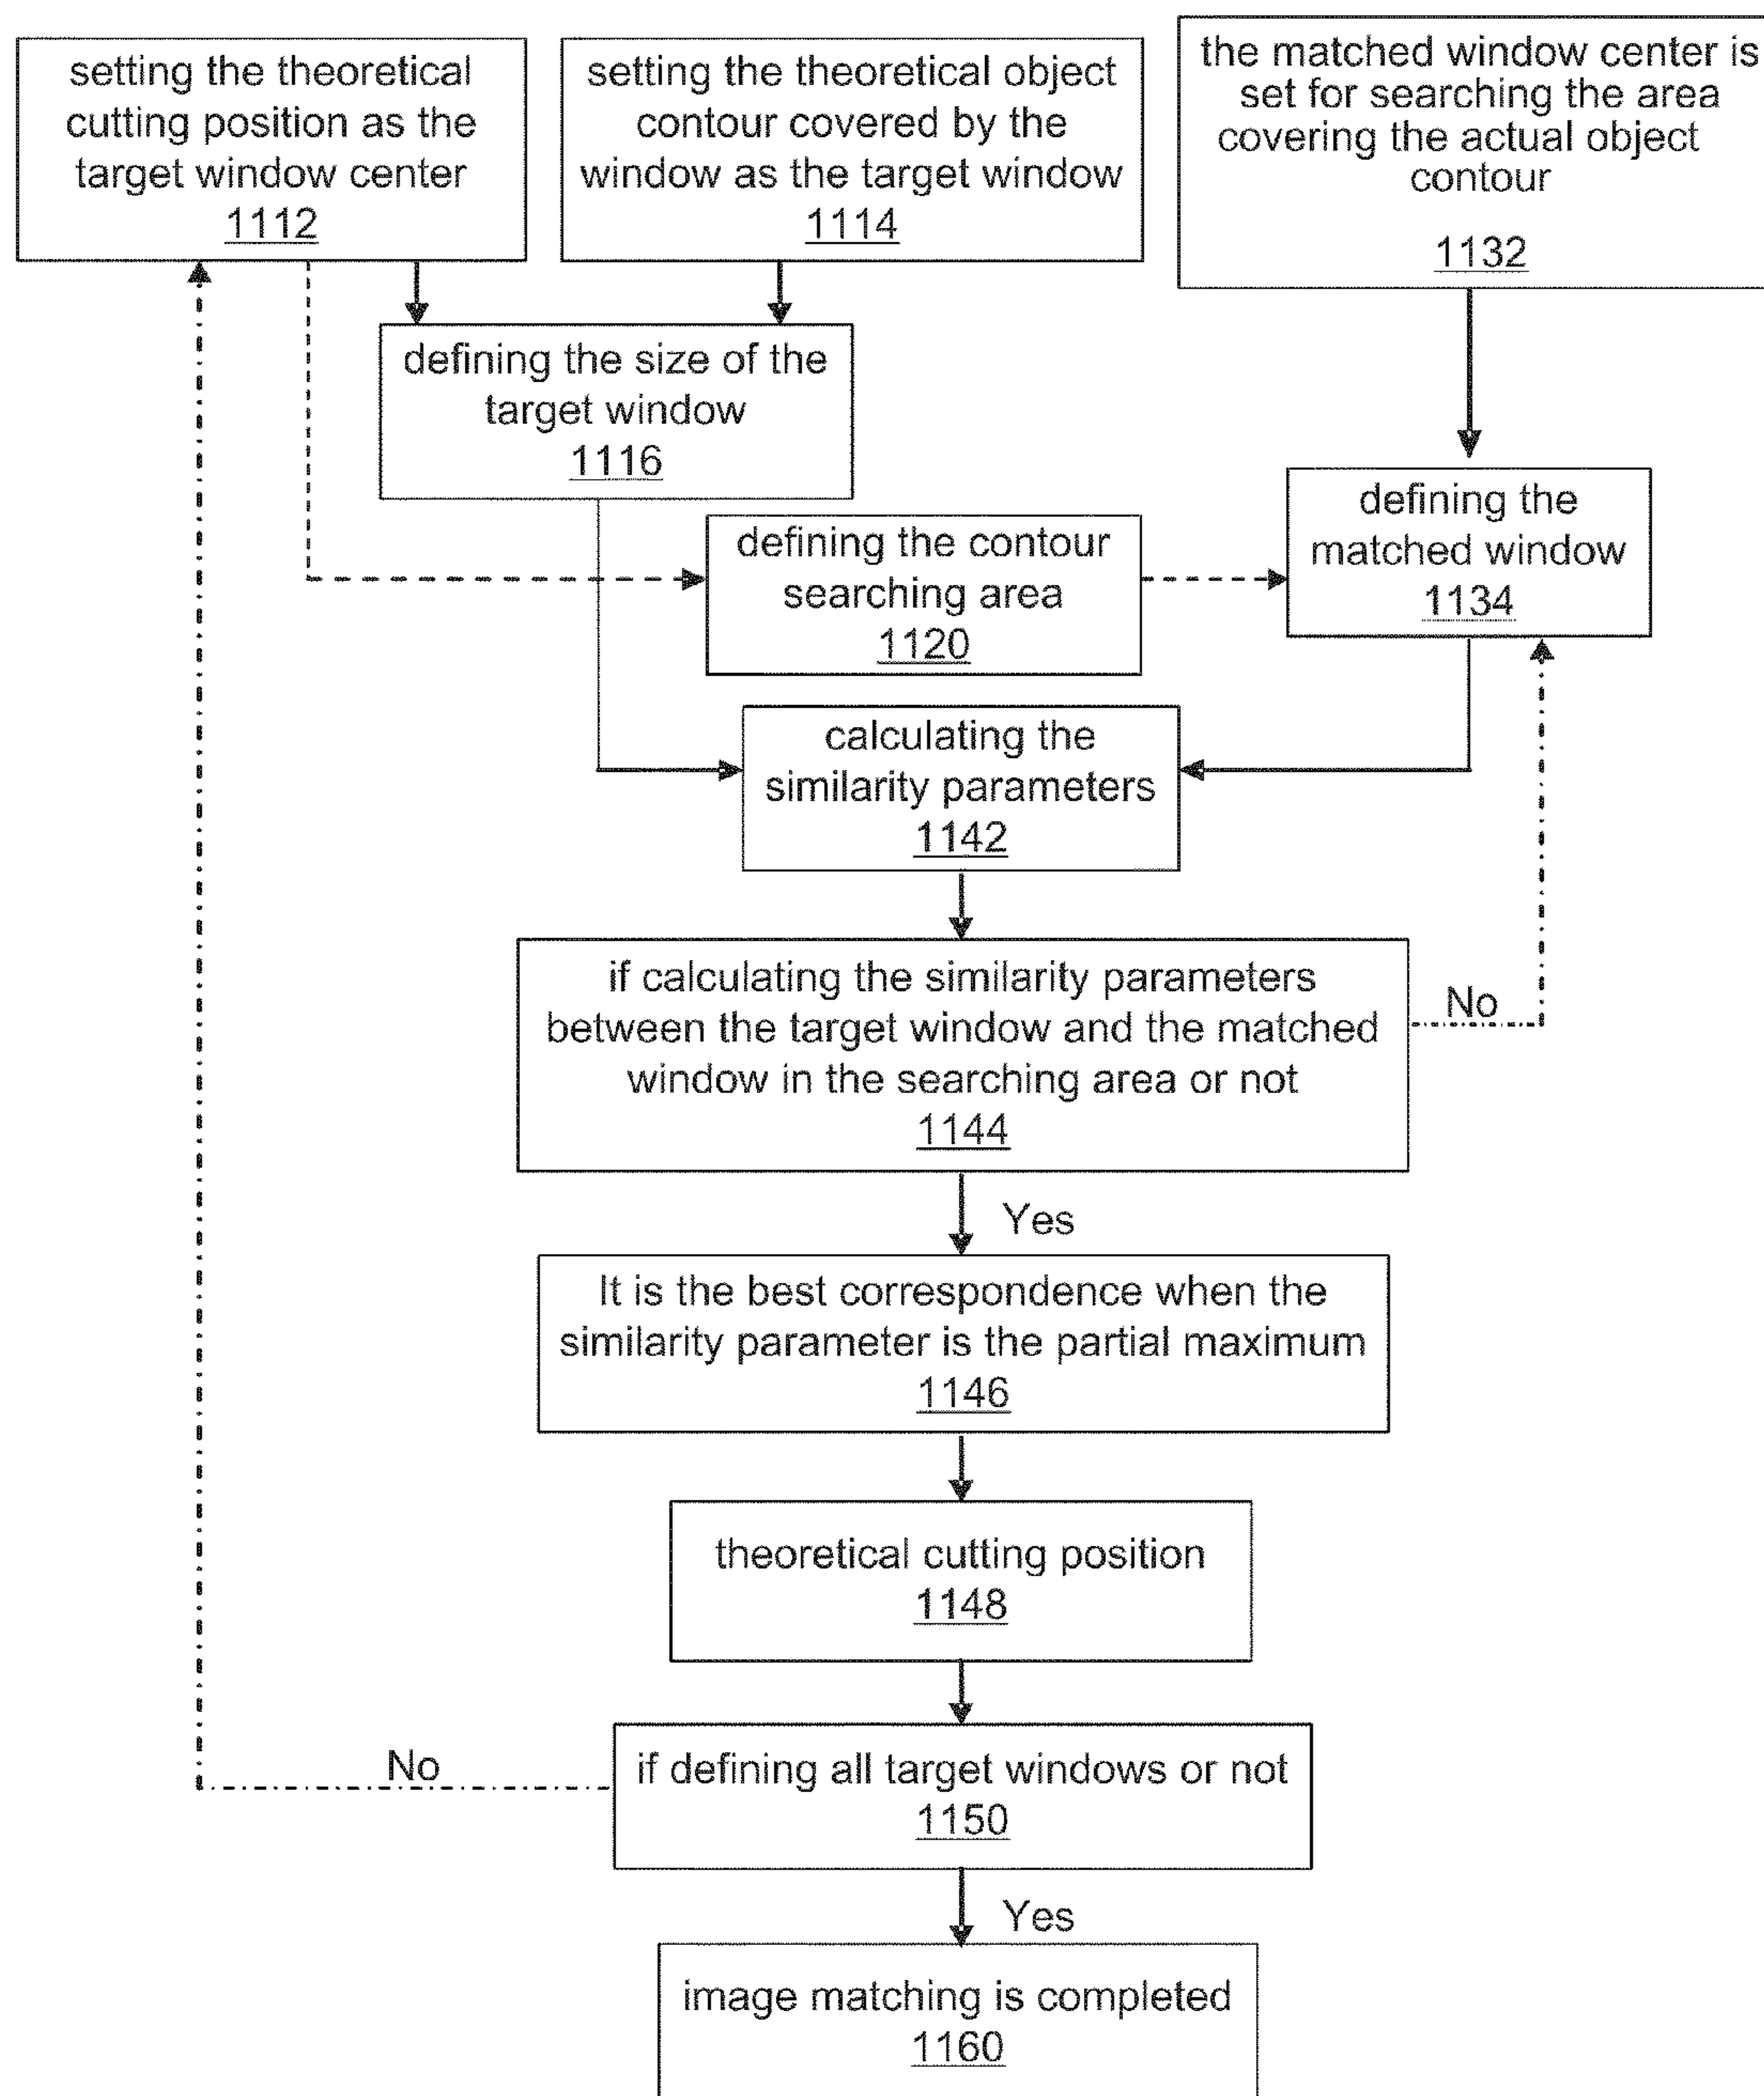 setting the theoretical
cutting position as the
target window center
1112
setting the theoretical object
contour covered by the
window as the target window
1114
the matched window center is
set for searching the area
covering the actual object
contour
1132
defining the size of the
target window
1116
defining the contour
searching area
1120
defining the
matched window
1134
calculating the
similarity parameters
1142
if calculating the similarity parameters
between the target window and the matched
window in the searching area or not
1144
No
Yes
It is the best correspondence when the
similarity parameter is the partial maximum
1146
theoretical cutting position
1148
No
if defining all target windows or not
1150
Yes
image matching is completed
1160